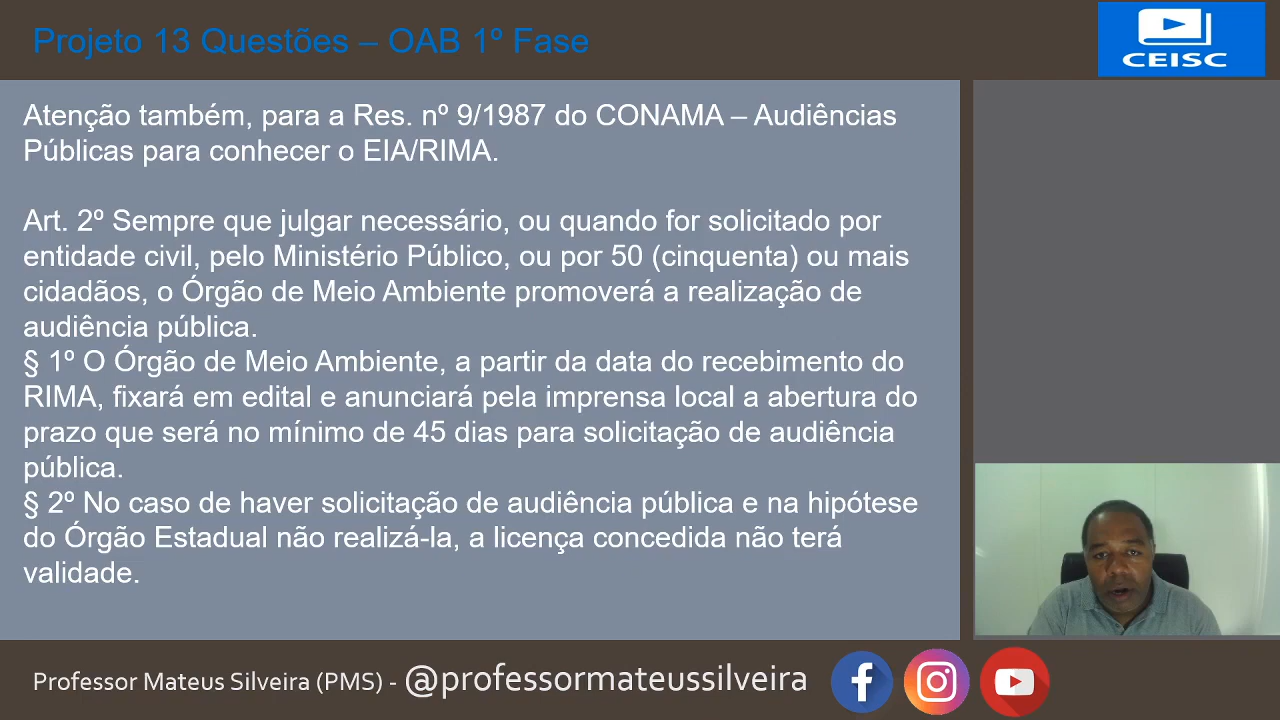 Projeto 13 Questões – OAB 1º Fase
CEISC
Atenção também, para a Res. nº 9/1987 do CONAMA – Audiências
Públicas para conhecer o EIA/RIMA.
Art. 2º Sempre que julgar necessário, ou quando for solicitado por
entidade civil, pelo Ministério Público, ou por 50 (cinquenta) ou mais
cidadãos, o Órgão de Meio Ambiente promoverá a realização de
audiência pública.
§ 1º O Órgão de Meio Ambiente, a partir da data do recebimento do
RIMA, fixará em edital e anunciará pela imprensa local a abertura do
prazo que será no mínimo de 45 dias para solicitação de audiência
pública.
§ 2º No caso de haver solicitação de audiência pública e na hipótese
do Órgão Estadual não realizá-la, a licença concedida não terá
validade.
Professor Mateus Silveira (PMS) - @professormateussilveira